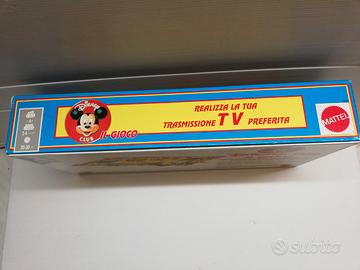 Disney
CLUB
IL GIOCO
REALIZZA LA TUA
TRASMISSIONE TV PREFERITA
MATTEL
subito